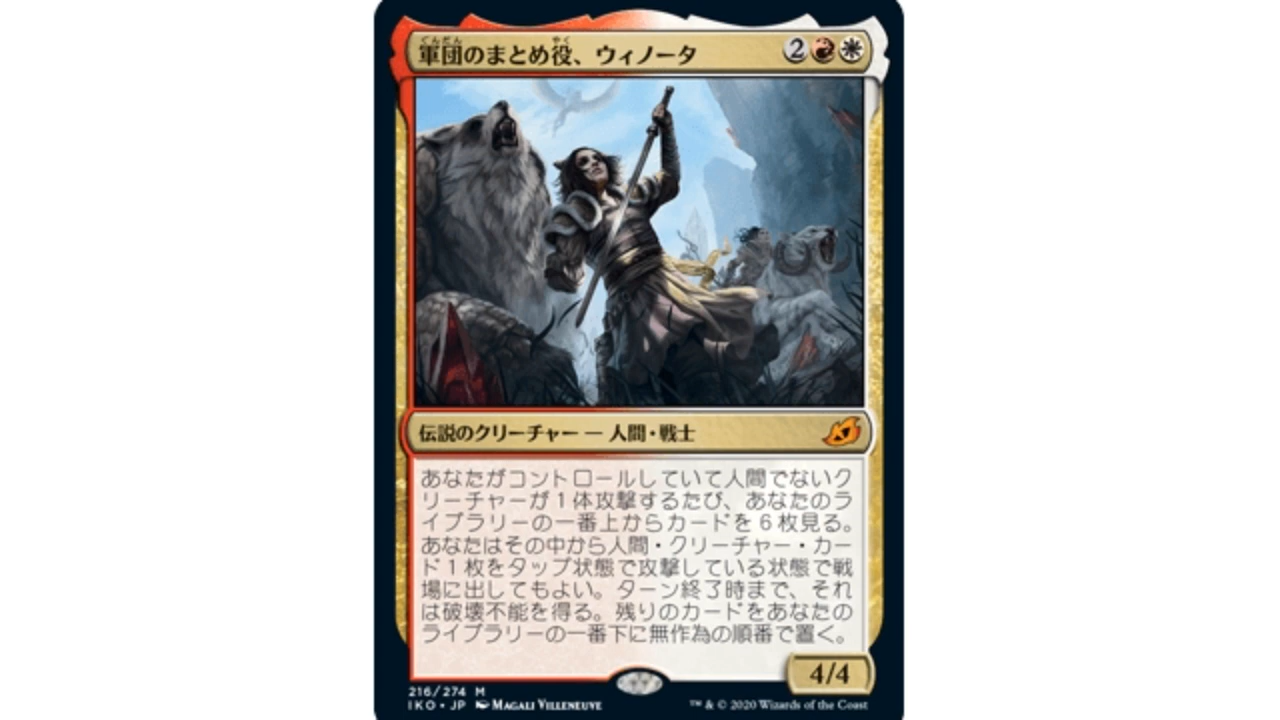 軍団のまとめ役、ウィノータ 2
ぐんだん やく
伝説のクリーチャー — 人間・戦士
あなたがコントロールしていて人間でないク
リーチャーが1体攻撃するたび、あなたのラ
イブラリーの一番上からカードを6枚見る。
あなたはその中から人間・クリーチャー・カー
ド1枚をタップ状態で攻撃している状態で戦
場に出してもよい。ターン終了時まで、それ
は破壊不能を得る。残りのカードをあなたの
ライブラリーの一番下に無作為の順番で置く。
4/4
216/274 M
IKO • JP MAGALI VILLENEUVE
™ & © 2020 Wizards of the Coast